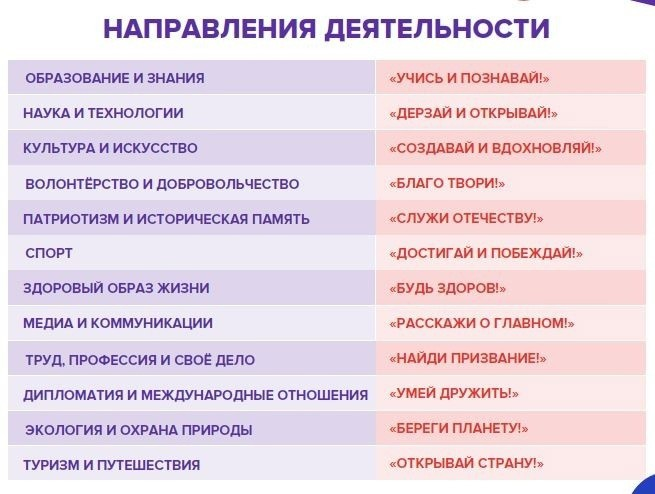 НАПРАВЛЕНИЯ ДЕЯТЕЛЬНОСТИ
ОБРАЗОВАНИЕ И ЗНАНИЯ «УЧИСЬ И ПОЗНАВАЙ!»
НАУКА И ТЕХНОЛОГИИ «ДЕРЗАЙ И ОТКРЫВАЙ!»
КУЛЬТУРА И ИСКУССТВО «СОЗДАВАЙ И ВДОХНОВЛЯЙ!»
ВОЛОНТЁРСТВО И ДОБРОВОЛЬЧЕСТВО «БЛАГО ТВОРИ!»
ПАТРИОТИЗМ И ИСТОРИЧЕСКАЯ ПАМЯТЬ «СЛУЖИ ОТЕЧЕСТВУ!»
СПОРТ «ДОСТИГАЙ И ПОБЕЖДАЙ!»
ЗДОРОВЫЙ ОБРАЗ ЖИЗНИ «БУДЬ ЗДОРОВ!»
МЕДИА И КОММУНИКАЦИИ «РАССКАЖИ О ГЛАВНОМ!»
ТРУД, ПРОФЕССИЯ И СВОЁ ДЕЛО «НАЙДИ ПРИЗВАНИЕ!»
ДИПЛОМАТИЯ И МЕЖДУНАРОДНЫЕ ОТНОШЕНИЯ «УМЕЙ ДРУЖИТЬ!»
ЭКОЛОГИЯ И ОХРАНА ПРИРОДЫ «БЕРЕГИ ПЛАНЕТУ!»
ТУРИЗМ И ПУТЕШЕСТВИЯ «ОТКРЫВАЙ СТРАНУ!»